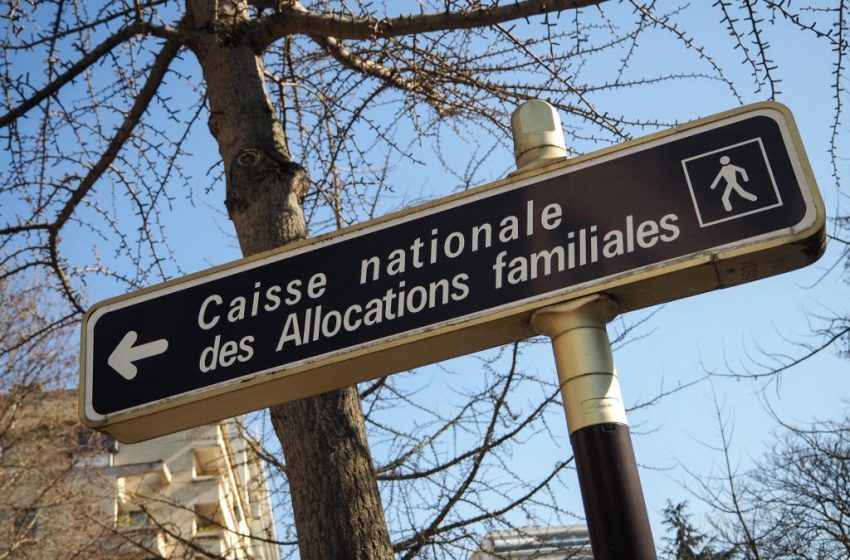 Caisse nationale
des Allocations familiales